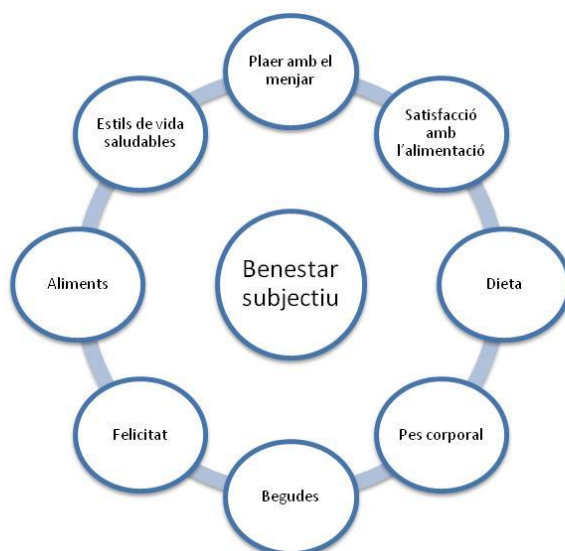 Plaer amb el
menjar
Satisfacció
amb
l'alimentació
Dieta
Pes corporal
Begudes
Felicitat
Aliments
Estils de vida
saludables
Benestar
subjectiu